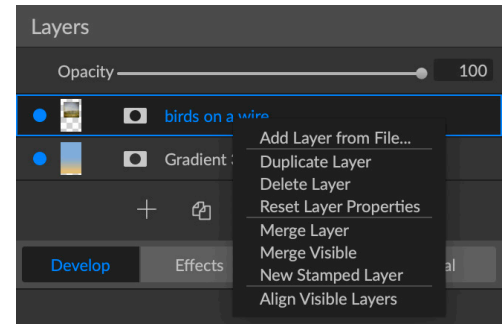 Layers
Opacity 100
birds on a wire
Gradient
Add Layer from File...
Duplicate Layer
Delete Layer
Reset Layer Properties
Merge Layer
Merge Visible
New Stamped Layer
Align Visible Layers
Develop Effects